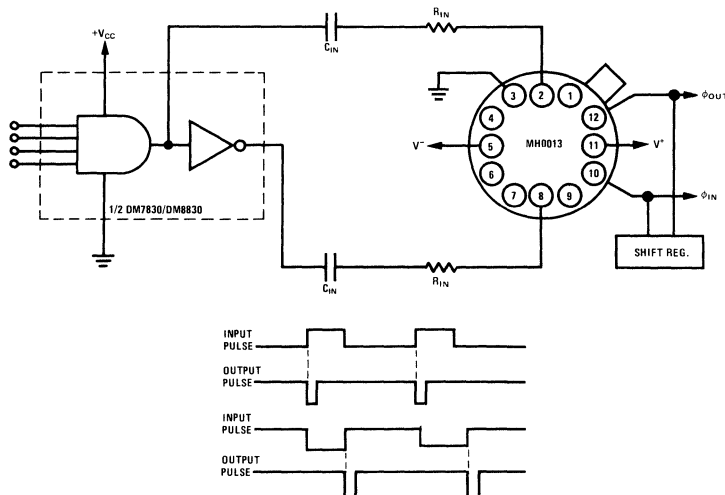 +VCC
CIN
RIN
3
2
1
4
12
ϕOUT
V-
5
MH0013
11
V+
6
10
ϕIN
7
8
9
1/2 DM7830/DM8830
SHIFT REG.
CIN
RIN
INPUT
PULSE
OUTPUT
PULSE
INPUT
PULSE
OUTPUT
PULSE